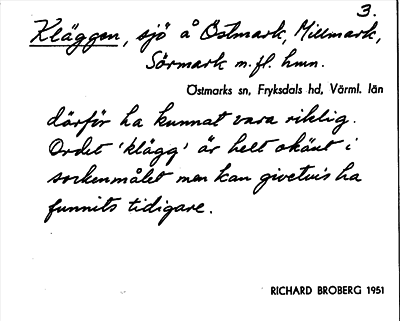 3.
Kläggen, sjö å Östmark, Millmark,
Sörmark m.fl. hmn.
Östmarks sn, Fryksdals hd, Värml. län
därför ha kunnat vara riktig.
Ordet 'klägg' är helt okänt i
sockenmålet men kan givetvis ha
funnits tidigare.
RICHARD BROBERG 1951